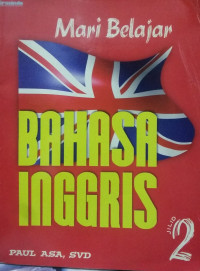 Mari Belajar
BAHASA
INGGRIS
JILID
2
PAUL ASA, SVD